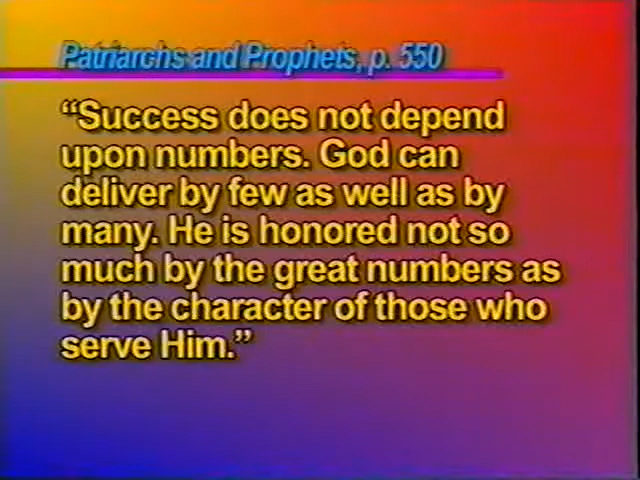 Patriarchs and Prophets, p. 550
“Success does not depend
upon numbers. God can
deliver by few as well as by
many. He is honored not so
much by the great numbers as
by the character of those who
serve Him.”